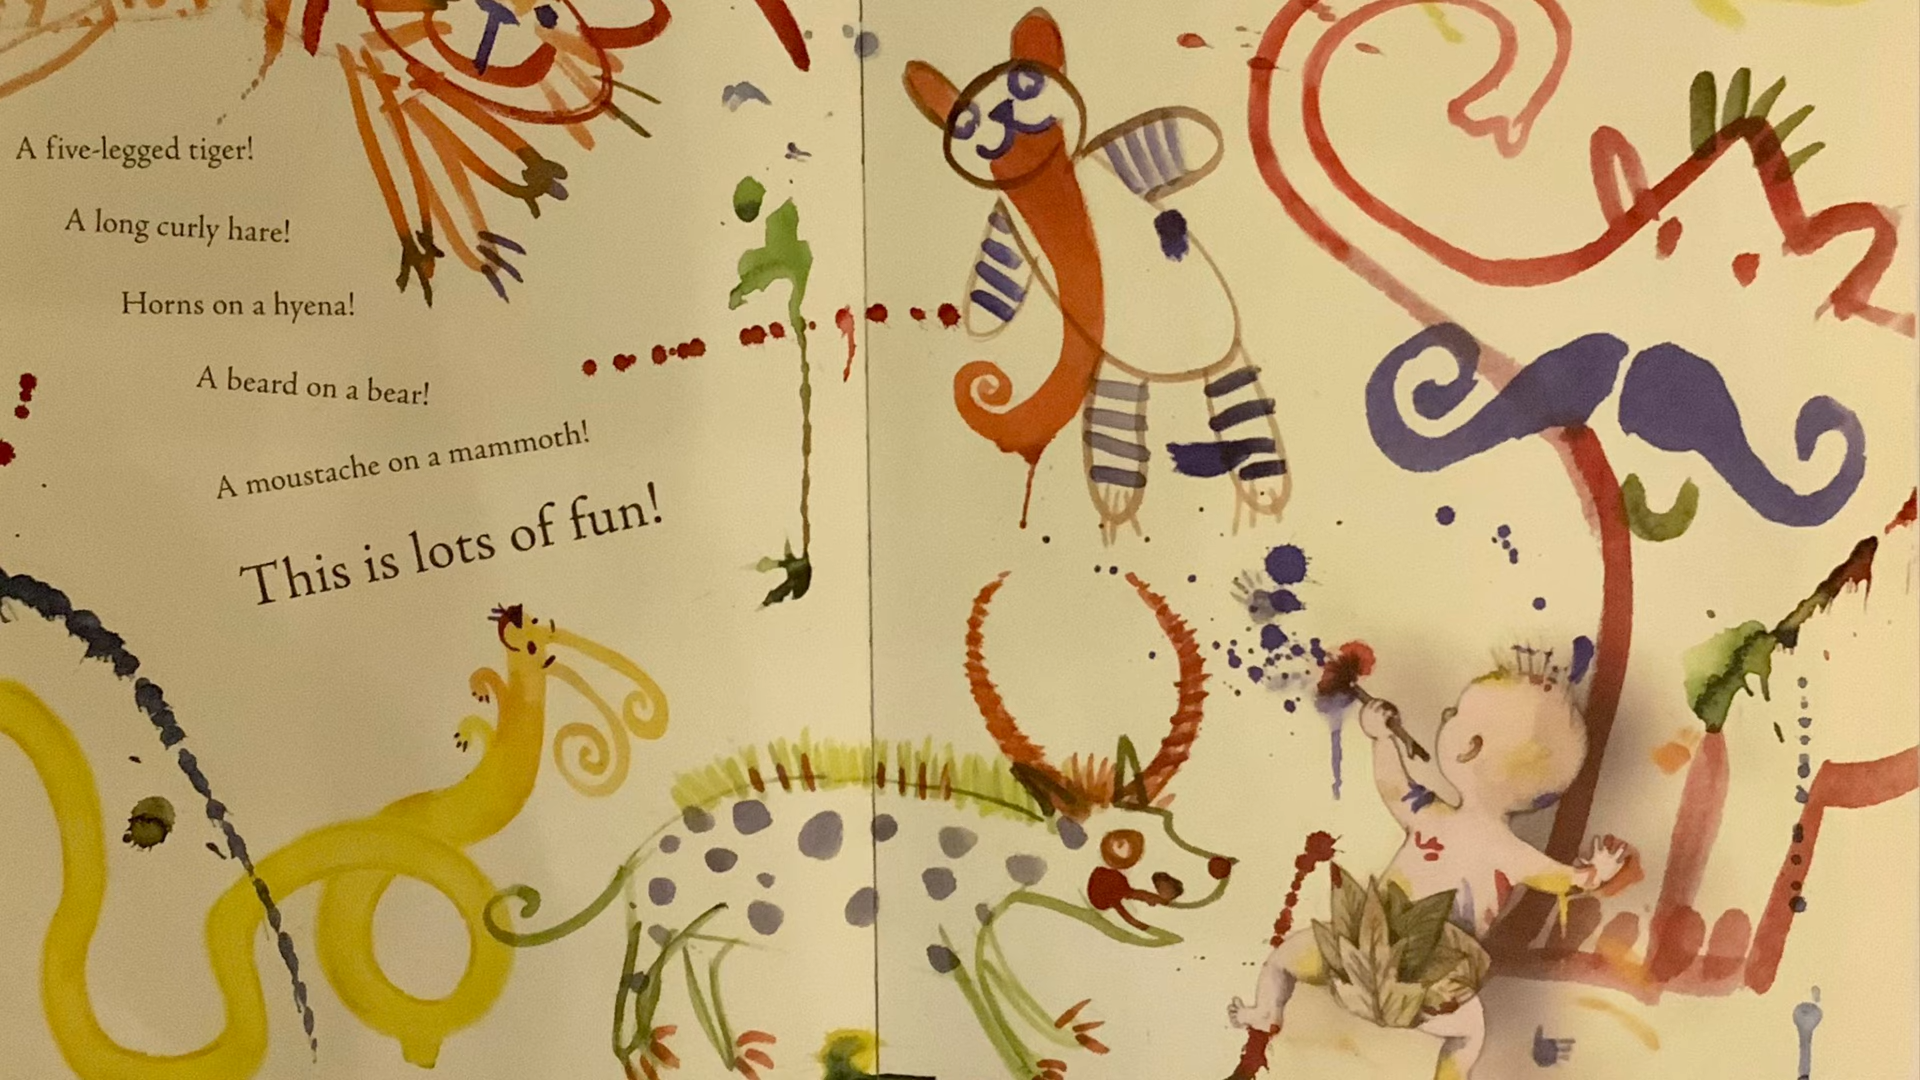 A five-legged tiger!
A long curly hare!
Horns on a hyena!
A beard on a bear!
A moustache on a mammoth!
This is lots of fun!